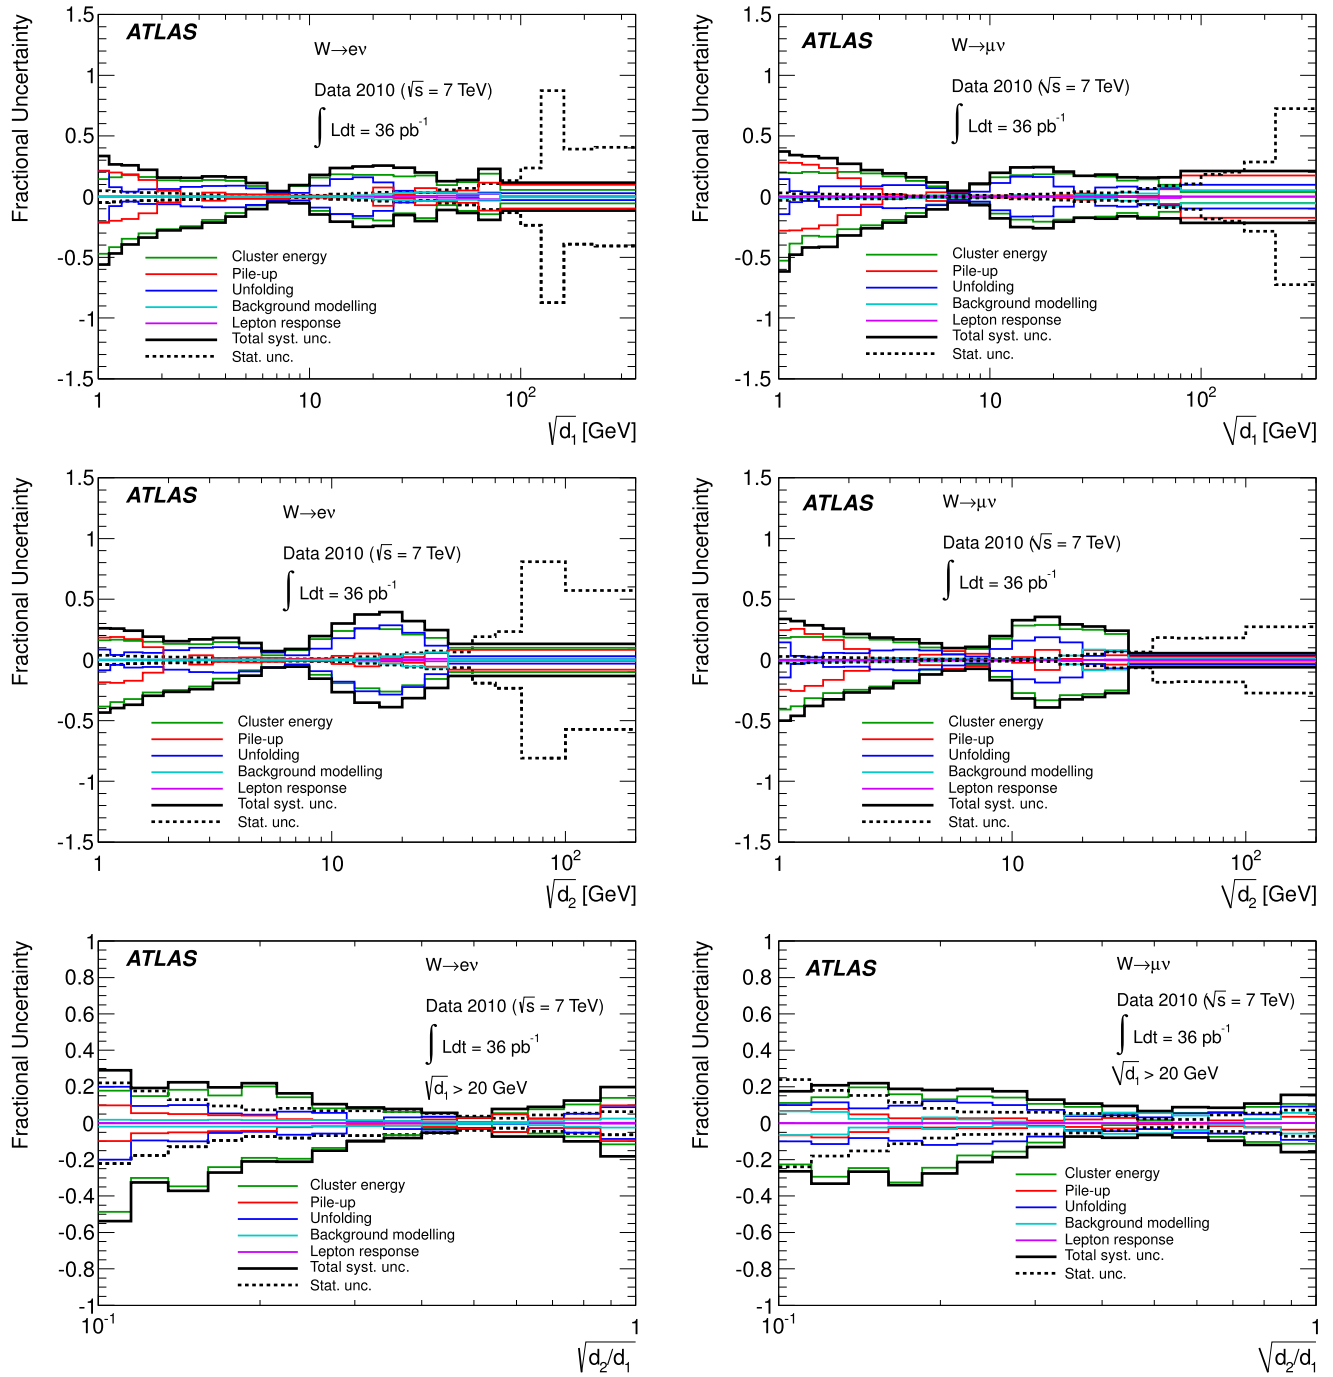 ATLAS
W→eν
Data 2010 (√s = 7 TeV)
∫ Ldt = 36 pb-1
Fractional Uncertainty
1.5
1
0.5
0
-0.5
-1
-1.5
Cluster energy
Pile-up
Unfolding
Background modelling
Lepton response
Total syst. unc.
Stat. unc.
1
10
10²
√d₁ [GeV]
ATLAS
W→μν
Data 2010 (√s = 7 TeV)
∫ Ldt = 36 pb-1
Fractional Uncertainty
1.5
1
0.5
0
-0.5
-1
-1.5
Cluster energy
Pile-up
Unfolding
Background modelling
Lepton response
Total syst. unc.
Stat. unc.
1
10
10²
√d₁ [GeV]
ATLAS
W→eν
Data 2010 (√s = 7 TeV)
∫ Ldt = 36 pb-1
Fractional Uncertainty
1.5
1
0.5
0
-0.5
-1
-1.5
Cluster energy
Pile-up
Unfolding
Background modelling
Lepton response
Total syst. unc.
Stat. unc.
1
10
10²
√d₂ [GeV]
ATLAS
W→μν
Data 2010 (√s = 7 TeV)
∫ Ldt = 36 pb-1
Fractional Uncertainty
1.5
1
0.5
0
-0.5
-1
-1.5
Cluster energy
Pile-up
Unfolding
Background modelling
Lepton response
Total syst. unc.
Stat. unc.
1
10
10²
√d₂ [GeV]
ATLAS
W→eν
Data 2010 (√s = 7 TeV)
∫ Ldt = 36 pb-1
√d₁ > 20 GeV
Fractional Uncertainty
1
0.8
0.6
0.4
0.2
0
-0.2
-0.4
-0.6
-0.8
-1
Cluster energy
Pile-up
Unfolding
Background modelling
Lepton response
Total syst. unc.
Stat. unc.
10-1
1
√d₂/d₁
ATLAS
W→μν
Data 2010 (√s = 7 TeV)
∫ Ldt = 36 pb-1
√d₁ > 20 GeV
Fractional Uncertainty
1
0.8
0.6
0.4
0.2
0
-0.2
-0.4
-0.6
-0.8
-1
Cluster energy
Pile-up
Unfolding
Background modelling
Lepton response
Total syst. unc.
Stat. unc.
10-1
1
√d₂/d₁